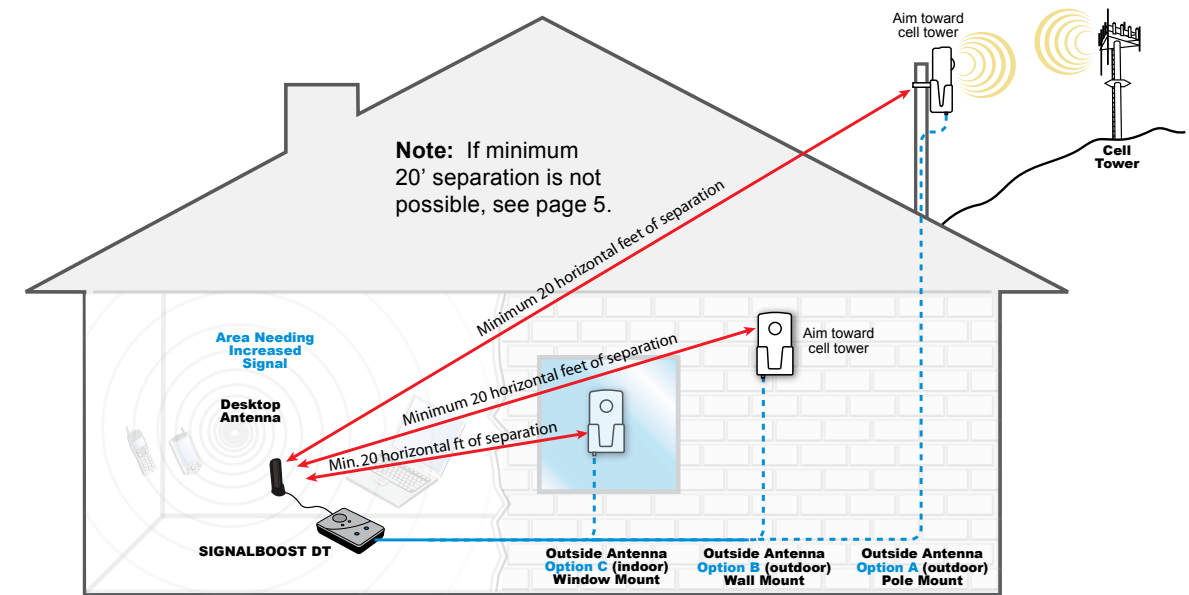 Aim toward
cell tower
Cell
Tower
Note: If minimum
20’ separation is not
possible, see page 5.
Minimum 20 horizontal feet of separation
Area Needing
Increased
Signal
Desktop
Antenna
Aim toward
cell tower
Minimum 20 horizontal feet of separation
Min. 20 horizontal ft of separation
SIGNALBOOST DT
Outside Antenna
Option C (indoor)
Window Mount
Outside Antenna
Option B (outdoor)
Wall Mount
Outside Antenna
Option A (outdoor)
Pole Mount